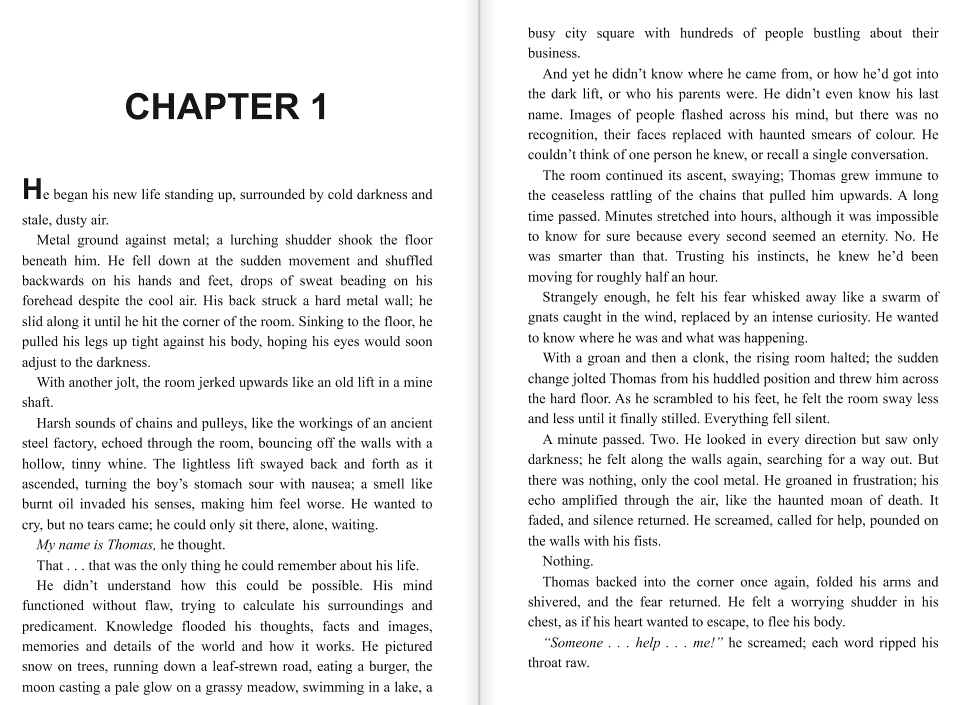 CHAPTER 1
He began his new life standing up, surrounded by cold darkness and
stale, dusty air.
Metal ground against metal; a lurching shudder shook the floor
beneath him. He fell down at the sudden movement and shuffled
backwards on his hands and feet, drops of sweat beading on his
forehead despite the cool air. His back struck a hard metal wall; he
slid along it until he hit the corner of the room. Sinking to the floor, he
pulled his legs up tight against his body, hoping his eyes would soon
adjust to the darkness.
With another jolt, the room jerked upwards like an old lift in a mine
shaft.
Harsh sounds of chains and pulleys, like the workings of an ancient
steel factory, echoed through the room, bouncing off the walls with a
hollow, tinny whine. The lightless lift swayed back and forth as it
ascended, turning the boy’s stomach sour with nausea; a smell like
burnt oil invaded his senses, making him feel worse. He wanted to
cry, but no tears came; he could only sit there, alone, waiting.
My name is Thomas, he thought.
That . . . that was the only thing he could remember about his life.
He didn’t understand how this could be possible. His mind
functioned without flaw, trying to calculate his surroundings and
predicament. Knowledge flooded his thoughts, facts and images,
memories and details of the world and how it works. He pictured
snow on trees, running down a leaf-strewn road, eating a burger, the
moon casting a pale glow on a grassy meadow, swimming in a lake, a
busy city square with hundreds of people bustling about their
business.
And yet he didn’t know where he came from, or how he’d got into
the dark lift, or who his parents were. He didn’t even know his last
name. Images of people flashed across his mind, but there was no
recognition, their faces replaced with haunted smears of colour. He
couldn’t think of one person he knew, or recall a single conversation.
The room continued its ascent, swaying; Thomas grew immune to
the ceaseless rattling of the chains that pulled him upwards. A long
time passed. Minutes stretched into hours, although it was impossible
to know for sure because every second seemed an eternity. No. He
was smarter than that. Trusting his instincts, he knew he’d been
moving for roughly half an hour.
Strangely enough, he felt his fear whisked away like a swarm of
gnats caught in the wind, replaced by an intense curiosity. He wanted
to know where he was and what was happening.
With a groan and then a clonk, the rising room halted; the sudden
change jolted Thomas from his huddled position and threw him across
the hard floor. As he scrambled to his feet, he felt the room sway less
and less until it finally stilled. Everything fell silent.
A minute passed. Two. He looked in every direction but saw only
darkness; he felt along the walls again, searching for a way out. But
there was nothing, only the cool metal. He groaned in frustration; his
echo amplified through the air, like the haunted moan of death. It
faded, and silence returned. He screamed, called for help, pounded on
the walls with his fists.
Nothing.
Thomas backed into the corner once again, folded his arms and
shivered, and the fear returned. He felt a worrying shudder in his
chest, as if his heart wanted to escape, to flee his body.
“Someone . . . help . . . me!” he screamed; each word ripped his
throat raw.